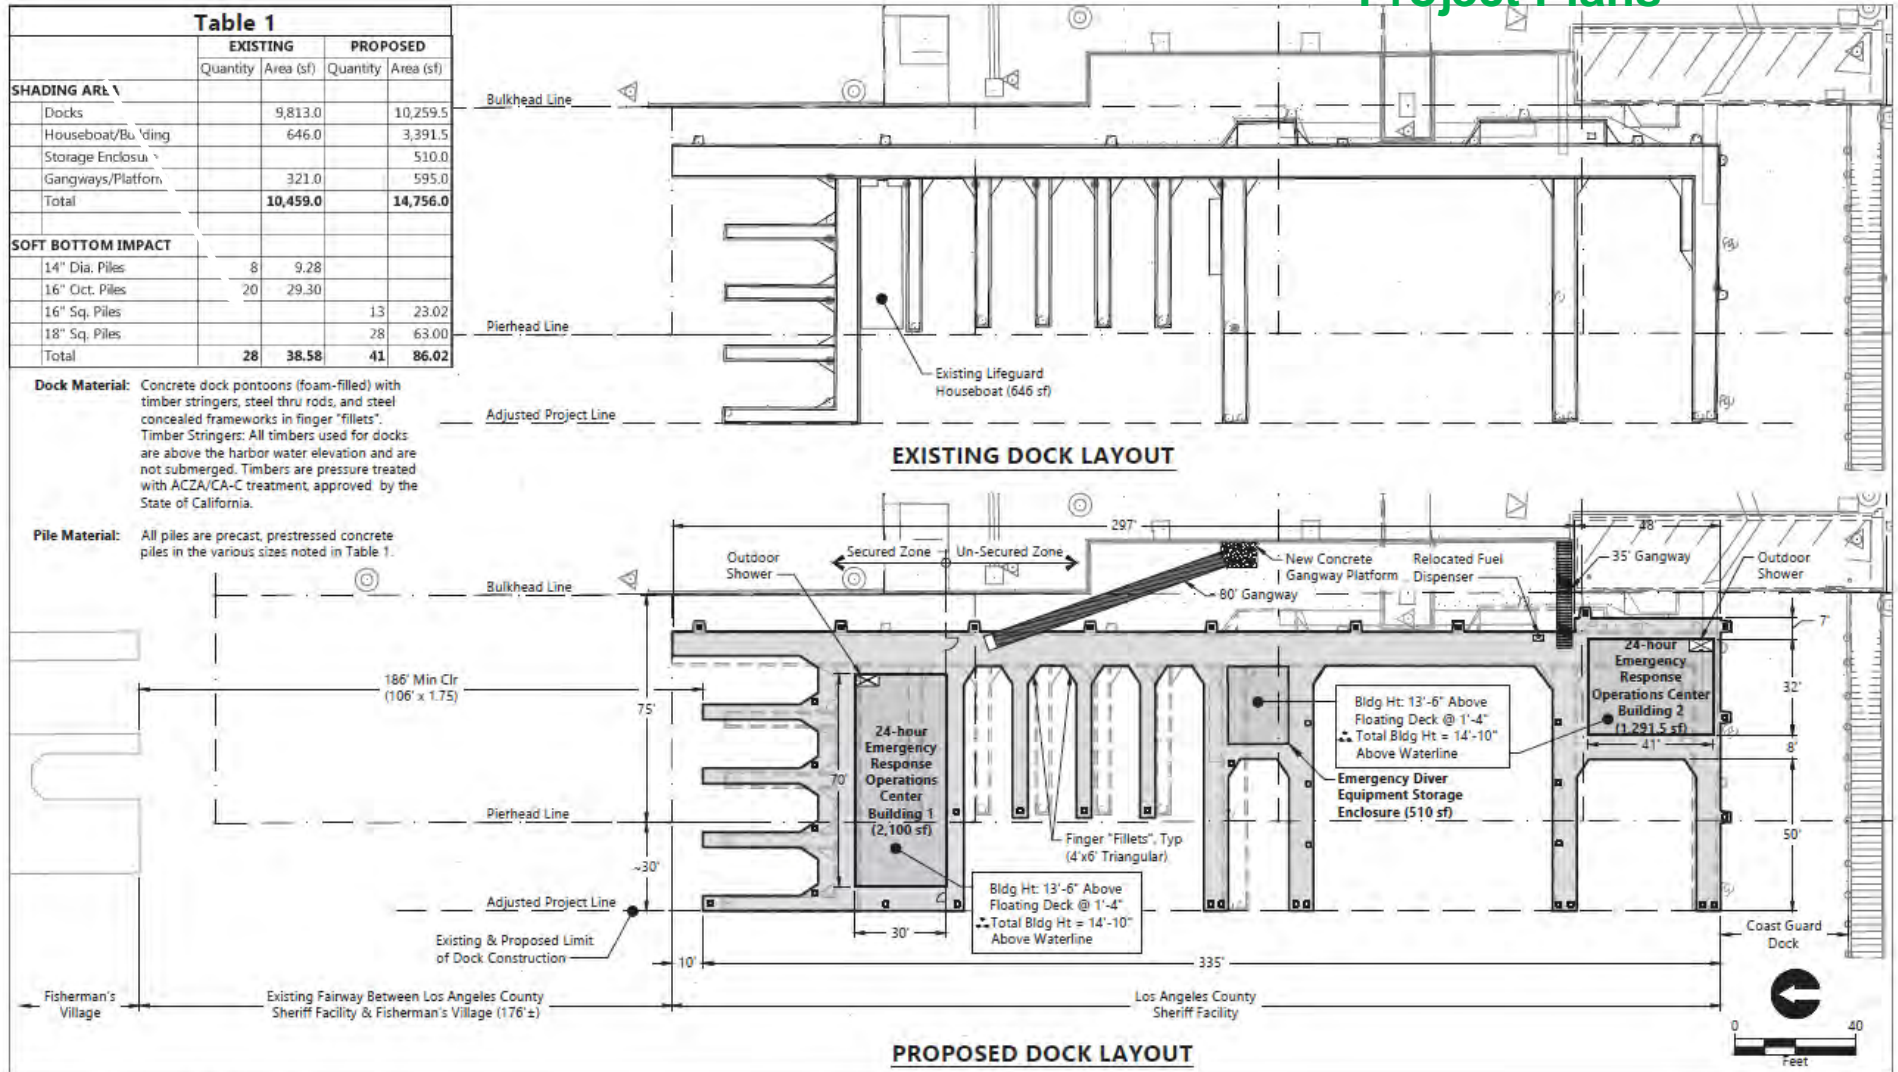 Project Plans
Table 1
EXISTING PROPOSED
Quantity Area (sf) Quantity Area (sf)
SHADING AREA
Docks 9,813.0 10,259.5
Houseboat/Building 646.0 3,391.5
Storage Enclosure 510.0
Gangways/Platform 321.0 595.0
Total 10,459.0 14,756.0
SOFT BOTTOM IMPACT
14" Dia. Piles 8 9.28
16" Oct. Piles 20 29.30
16" Sq. Piles 13 23.02
18" Sq. Piles 28 63.00
Total 28 38.58 41 86.02
Dock Material: Concrete dock pontoons (foam-filled) with
timber stringers, steel thru rods, and steel
concealed frameworks in finger "fillets".
Timber Stringers: All timbers used for docks
are above the harbor water elevation and are
not submerged. Timbers are pressure treated
with ACZA/CA-C treatment, approved by the
State of California.
Pile Material: All piles are precast, prestressed concrete
piles in the various sizes noted in Table 1.
Bulkhead Line
Pierhead Line
Adjusted Project Line
Existing Lifeguard
Houseboat (646 sf)
EXISTING DOCK LAYOUT
297'
48'
Outdoor
Shower
Secured Zone
Un-Secured Zone
New Concrete
Gangway Platform
80' Gangway
Relocated Fuel
Dispenser
35' Gangway
Outdoor
Shower
Bulkhead Line
7'
186' Min Clr
(106' x 1.75)
75'
24-hour
Emergency
Response
Operations
Center
Building 1
(2,100 sf)
70'
Bldg Ht: 13'-6" Above
Floating Deck @ 1'-4"
∴ Total Bldg Ht = 14'-10"
Above Waterline
24-hour
Emergency
Response
Operations Center
Building 2
(1,291.5 sf)
32'
41'
8'
Emergency Diver
Equipment Storage
Enclosure (510 sf)
Pierhead Line
Finger "Fillets", Typ
(4'x6' Triangular)
50'
~30'
Bldg Ht: 13'-6" Above
Floating Deck @ 1'-4"
∴ Total Bldg Ht = 14'-10"
Above Waterline
Adjusted Project Line
30'
Existing & Proposed Limit
of Dock Construction
Coast Guard
Dock
10'
335'
Fisherman's
Village
Existing Fairway Between Los Angeles County
Sheriff Facility & Fisherman's Village (176'±)
Los Angeles County
Sheriff Facility
0 40
Feet
PROPOSED DOCK LAYOUT